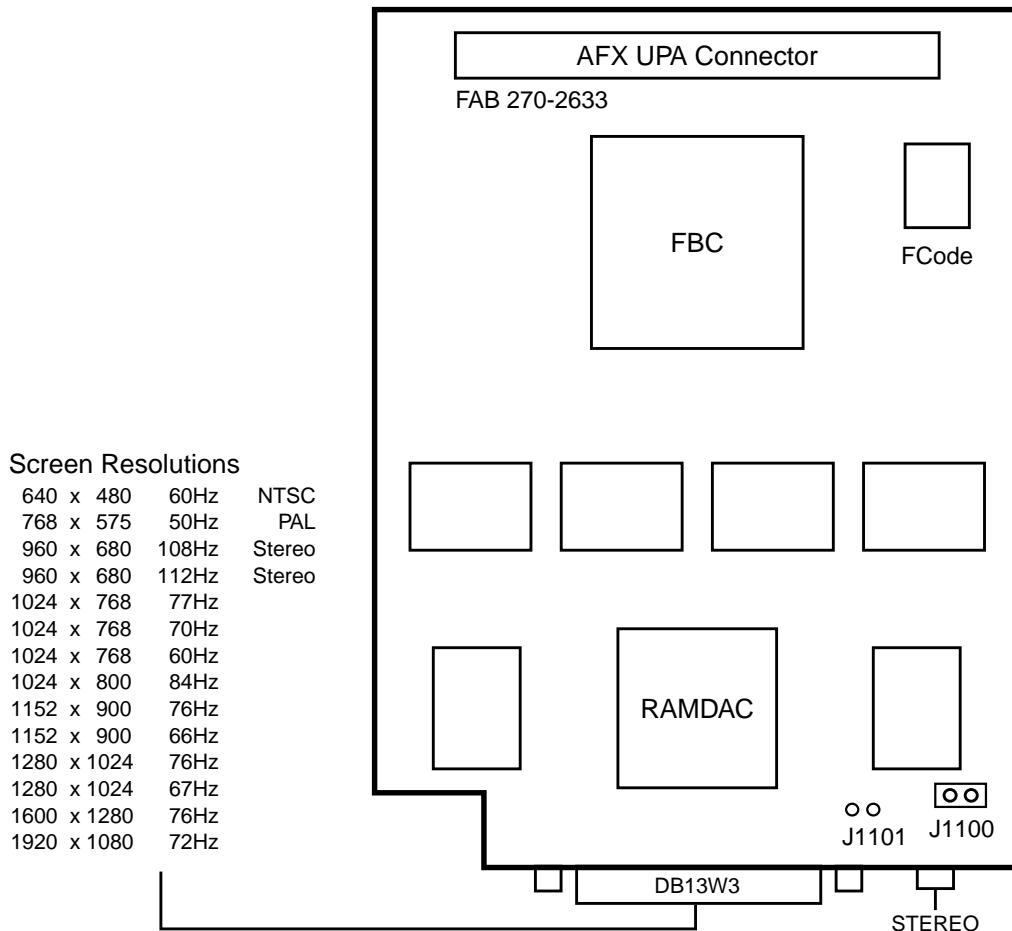 AFX UPA Connector
FAB 270-2633
FBC
FCode
Screen Resolutions
640 x 480 60Hz NTSC
768 x 575 50Hz PAL
960 x 680 108Hz Stereo
960 x 680 112Hz Stereo
1024 x 768 77Hz
1024 x 768 70Hz
1024 x 768 60Hz
1024 x 800 84Hz
1152 x 900 76Hz
1152 x 900 66Hz
1280 x 1024 76Hz
1280 x 1024 67Hz
1600 x 1280 76Hz
1920 x 1080 72Hz
RAMDAC
J1101
J1100
DB13W3
STEREO